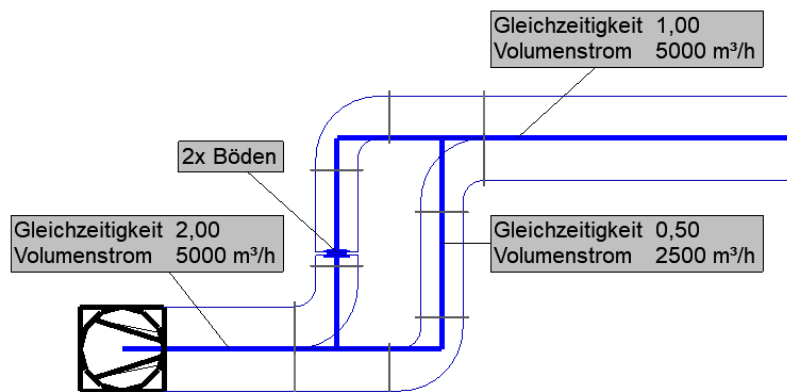 Gleichzeitigkeit 1,00
Volumenstrom 5000 m³/h
2x Böden
Gleichzeitigkeit 2,00
Volumenstrom 5000 m³/h
Gleichzeitigkeit 0,50
Volumenstrom 2500 m³/h